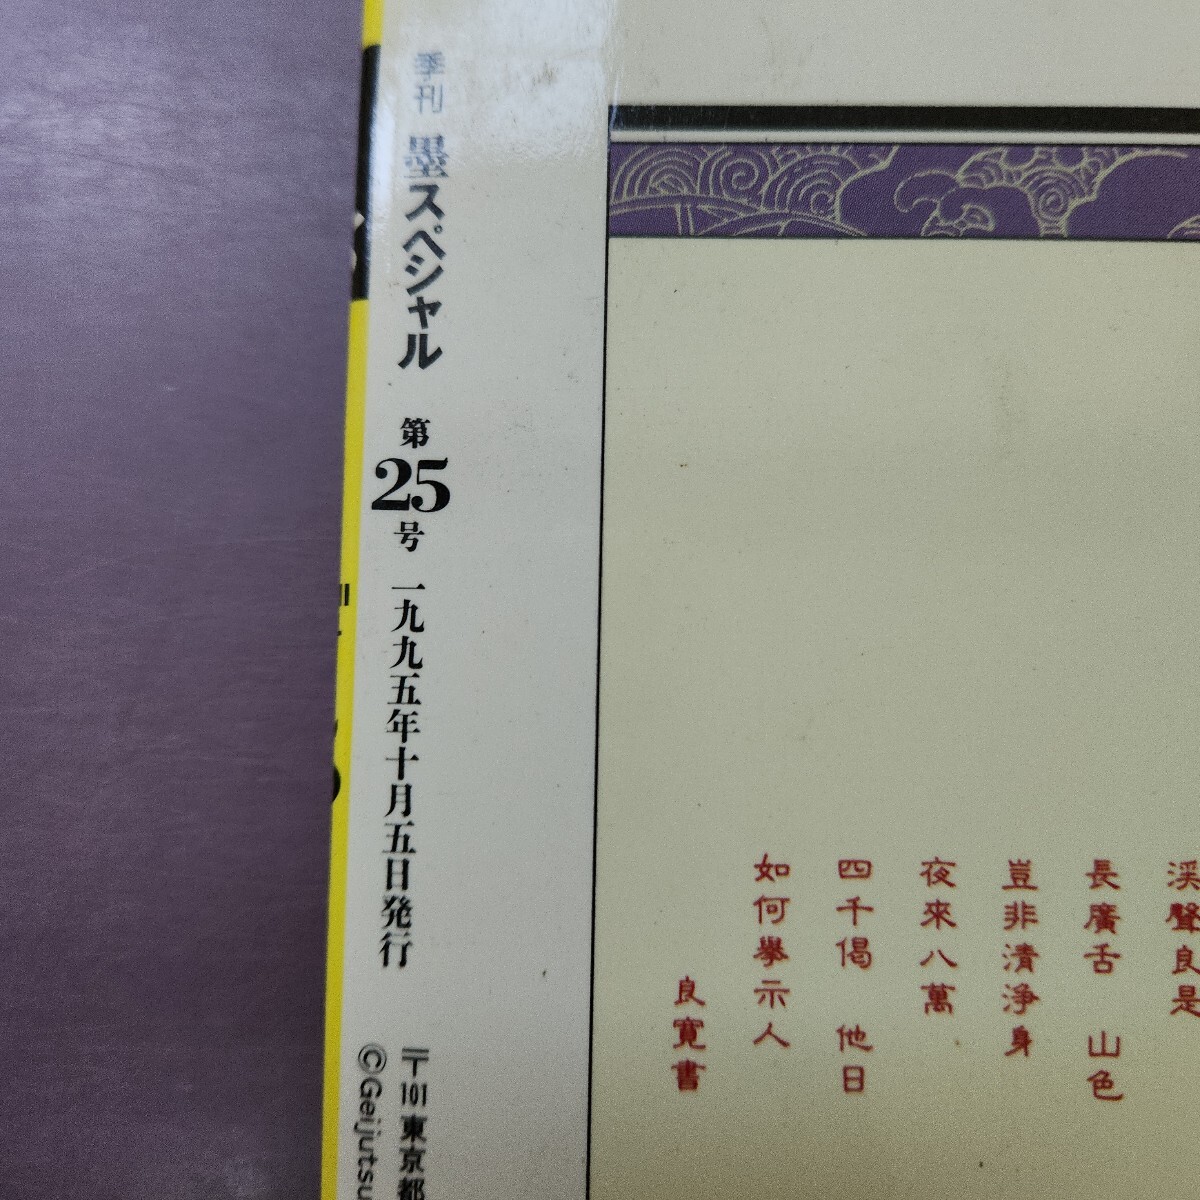 季刊 墨スペシャル 第25号 一九九五年十月五日発行
〒101 東京都
©Geijutsu
渓聲良是
長廣舌 山色
豈非清浄身
夜來八萬
四千偈 他日
如何擧示人
良寛書